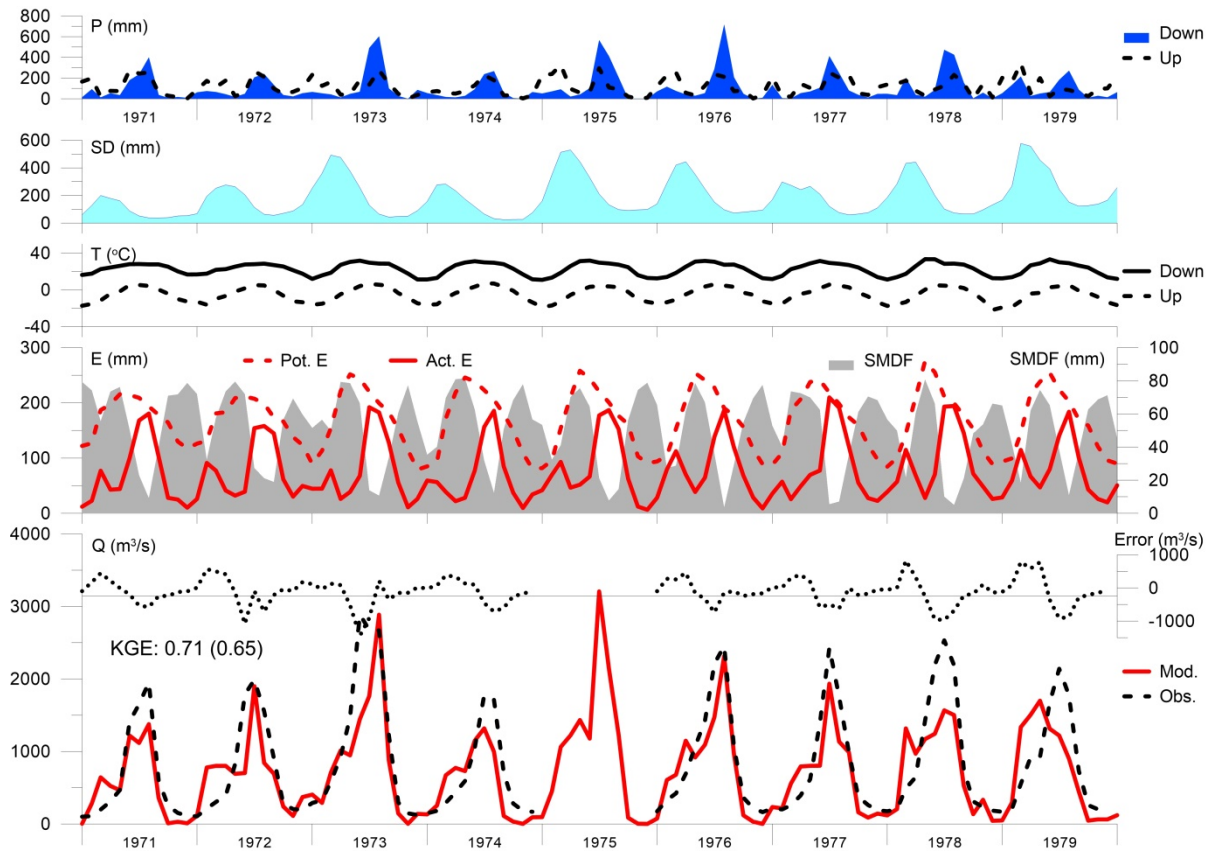 P (mm)
800
600
400
200
0
Down
Up
1971 1972 1973 1974 1975 1976 1977 1978 1979
SD (mm)
600
400
200
0
T (°C)
40
0
-40
Down
Up
E (mm)
Pot. E
Act. E
SMDF
SMDF (mm)
300
200
100
0
100
80
60
40
20
0
Q (m³/s)
Error (m³/s)
4000
3000
2000
1000
0
1000
0
-1000
KGE: 0.71 (0.65)
Mod.
Obs.
1971 1972 1973 1974 1975 1976 1977 1978 1979